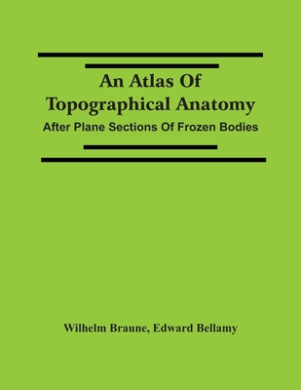 An Atlas Of
Topographical Anatomy
After Plane Sections Of Frozen Bodies
Wilhelm Braune, Edward Bellamy